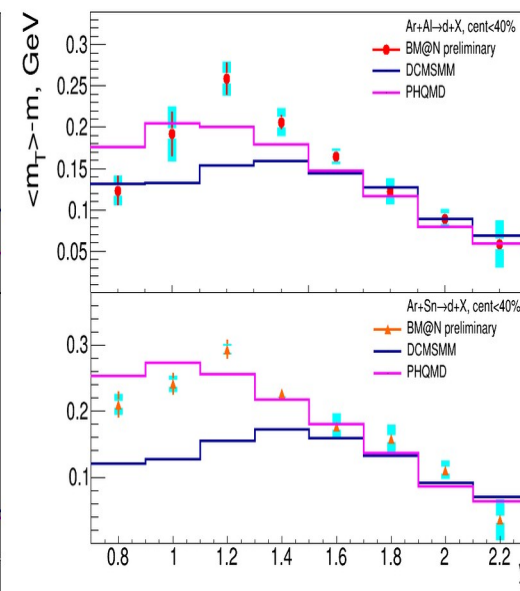 <m_T>-m, GeV
Ar+Al→d+X, cent<40%
BM@N preliminary
DCMSMM
PHQMD
0.3
0.25
0.2
0.15
0.1
0.05
Ar+Sn→d+X, cent<40%
BM@N preliminary
DCMSMM
PHQMD
0.3
0.2
0.1
0.8 1 1.2 1.4 1.6 1.8 2 2.2